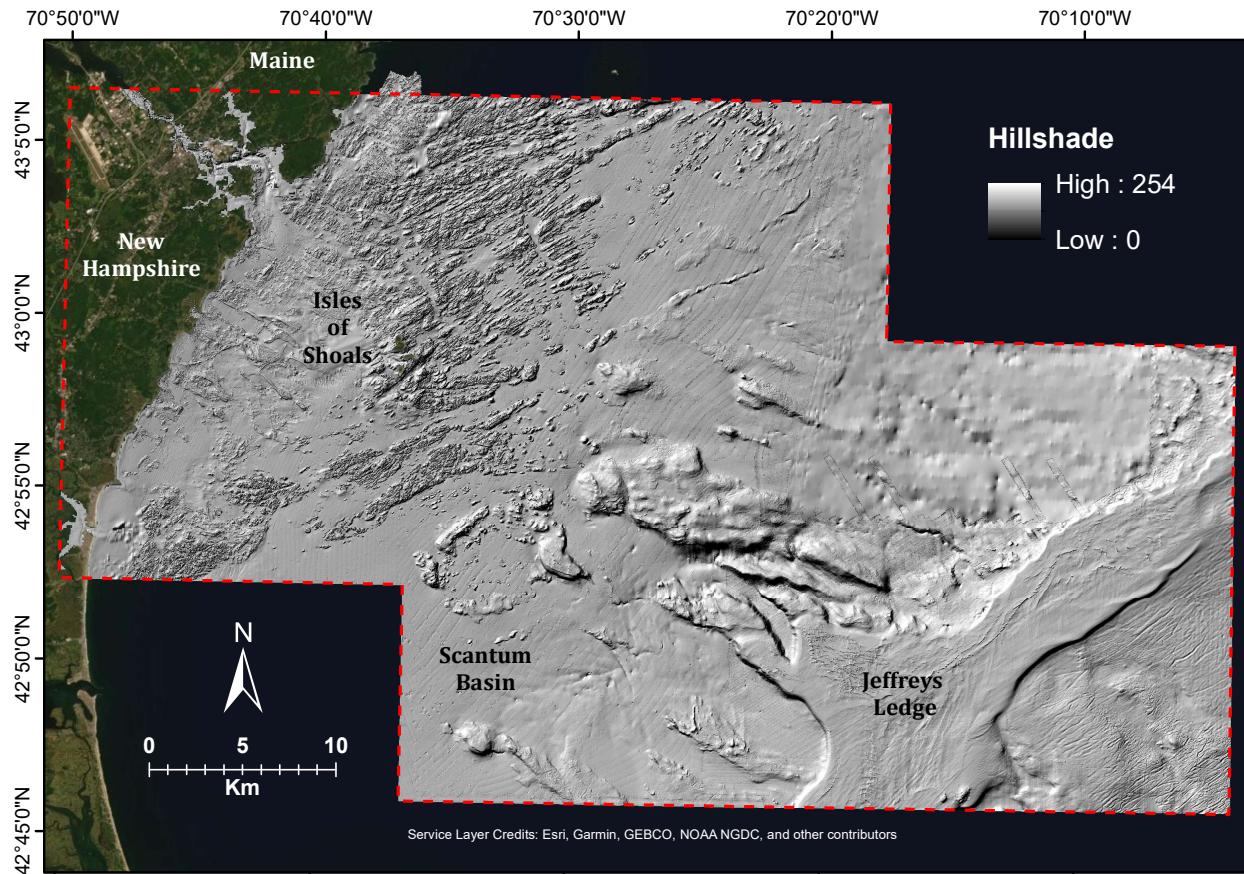 70°50'0"W
70°40'0"W
70°30'0"W
70°20'0"W
70°10'0"W
Maine
43°5'0"N
Hillshade
High : 254
Low : 0
New
Hampshire
Isles
of
Shoals
43°0'0"N
42°55'0"N
42°50'0"N
N
Scantum
Basin
Jeffreys
Ledge
0
5
10
Km
42°45'0"N
Service Layer Credits: Esri, Garmin, GEBCO, NOAA NGDC, and other contributors